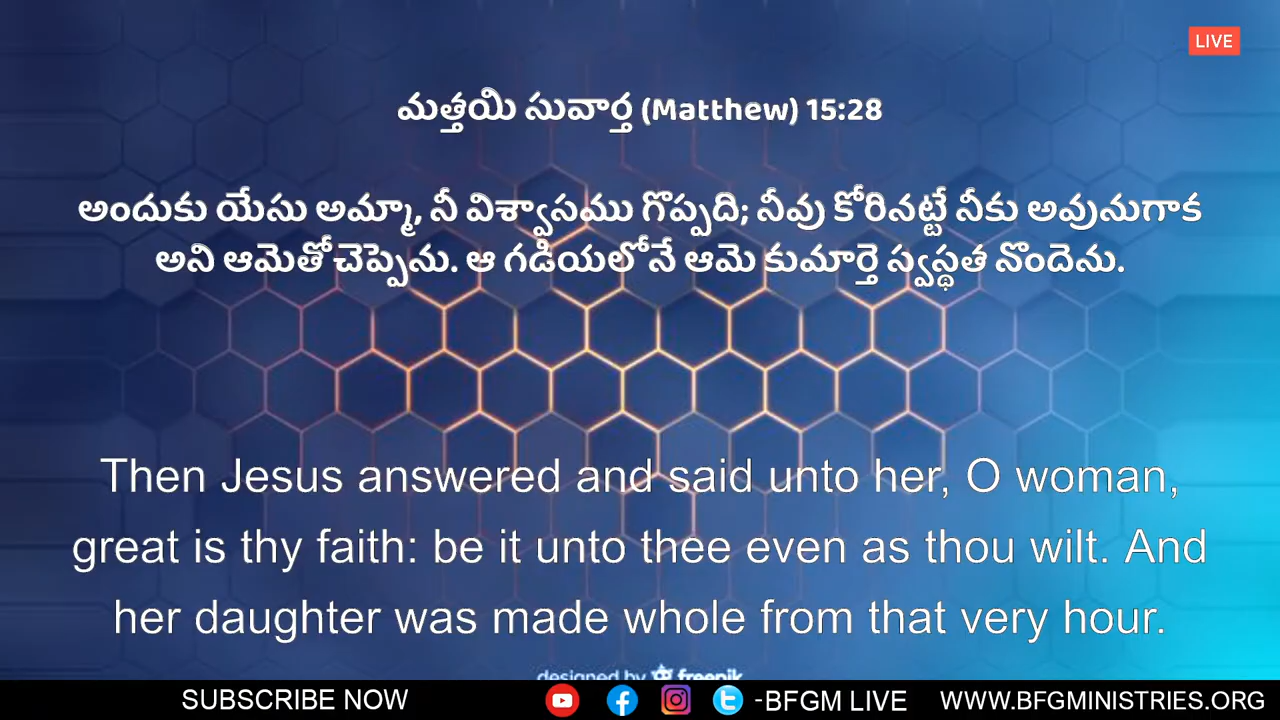 LIVE
మత్తయి సువార్త (Matthew) 15:28
అందుకు యేసు అమ్మా, నీ విశ్వాసము గొప్పది; నీవు కోరినట్టే నీకు అవునుగాక
అని ఆమెతో చెప్పెను. ఆ గడియలోనే ఆమె కుమార్తె స్వస్థత నొందెను.
Then Jesus answered and said unto her, O woman,
great is thy faith: be it unto thee even as thou wilt. And
her daughter was made whole from that very hour.
designed by freepik
SUBSCRIBE NOW -BFGM LIVE WWW.BFGMINISTRIES.ORG